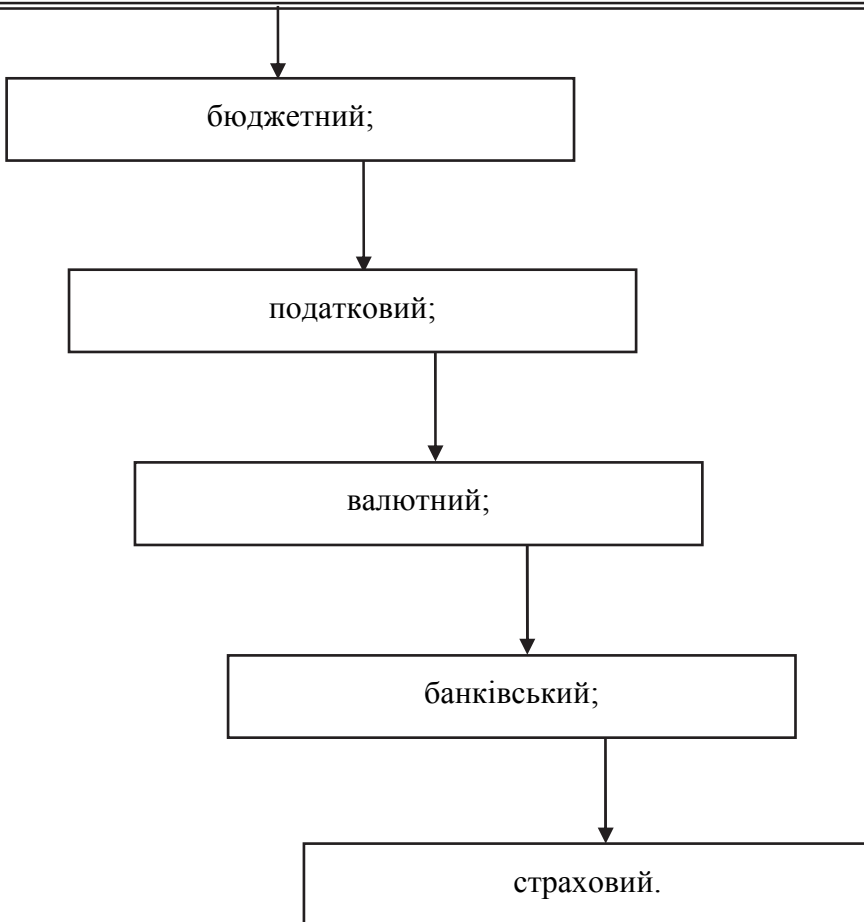 бюджетний;
податковий;
валютний;
банківський;
страховий.